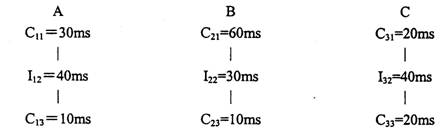 A B C
C₁₁=30ms C₂₁=60ms C₃₁=20ms
I₁₂=40ms I₂₂=30ms I₃₂=40ms
C₁₃=10ms C₂₃=10ms C₃₃=20ms